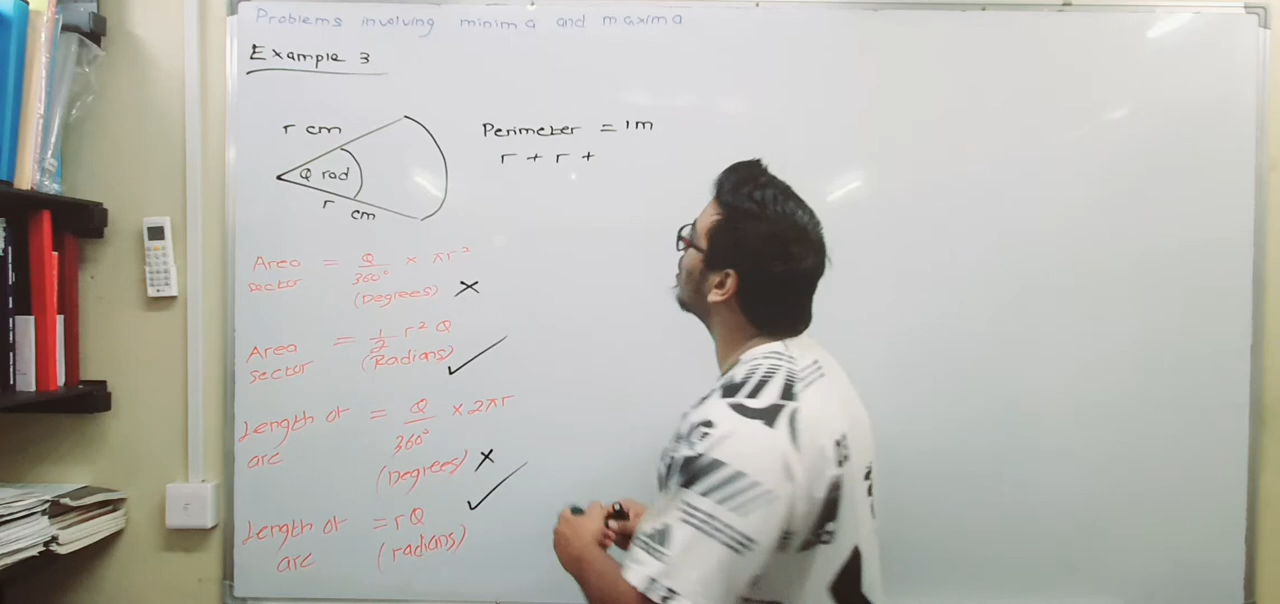 Problems involving minima and maxima
Example 3
r cm
Q rad
r cm
Perimeter = 1m
r + r +
Area sector = Q/360° × πr²
(Degrees) ×
Area sector = 1/2 r² Q
(Radians) ✓
Length of arc = Q/360° × 2πr
(Degrees) ×
Length of arc = rQ
(radians) ✓